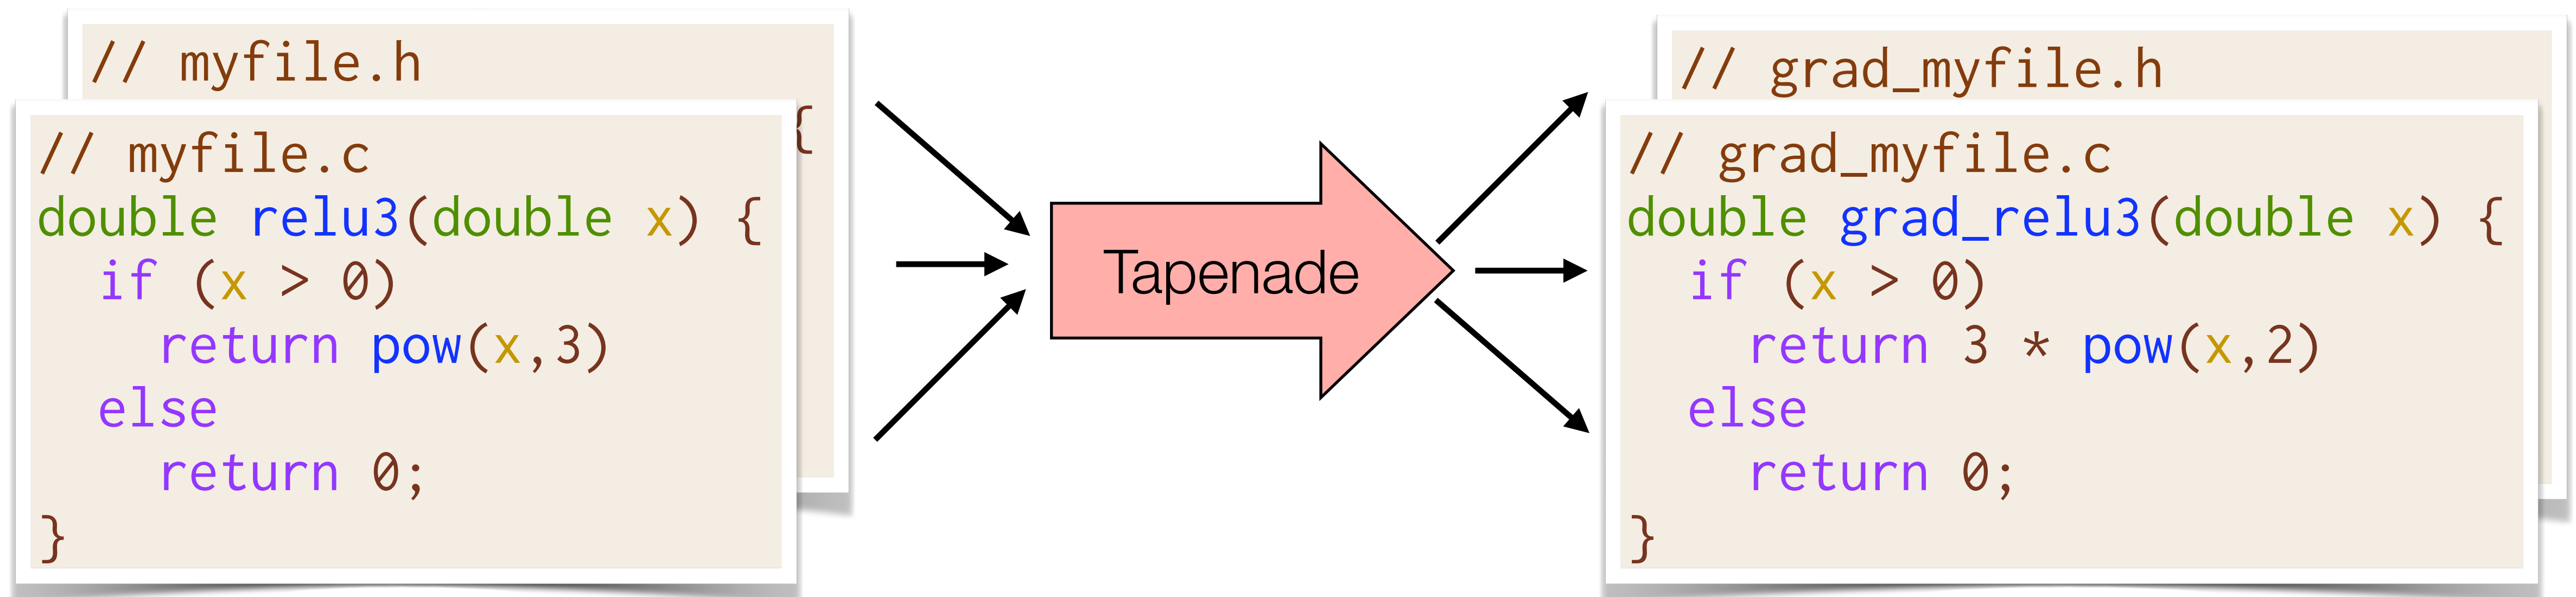 // myfile.h
{
// myfile.c
double relu3(double x) {
  if (x > 0)
    return pow(x,3)
  else
    return 0;
}
Tapenade
// grad_myfile.h
// grad_myfile.c
double grad_relu3(double x) {
  if (x > 0)
    return 3 * pow(x,2)
  else
    return 0;
}